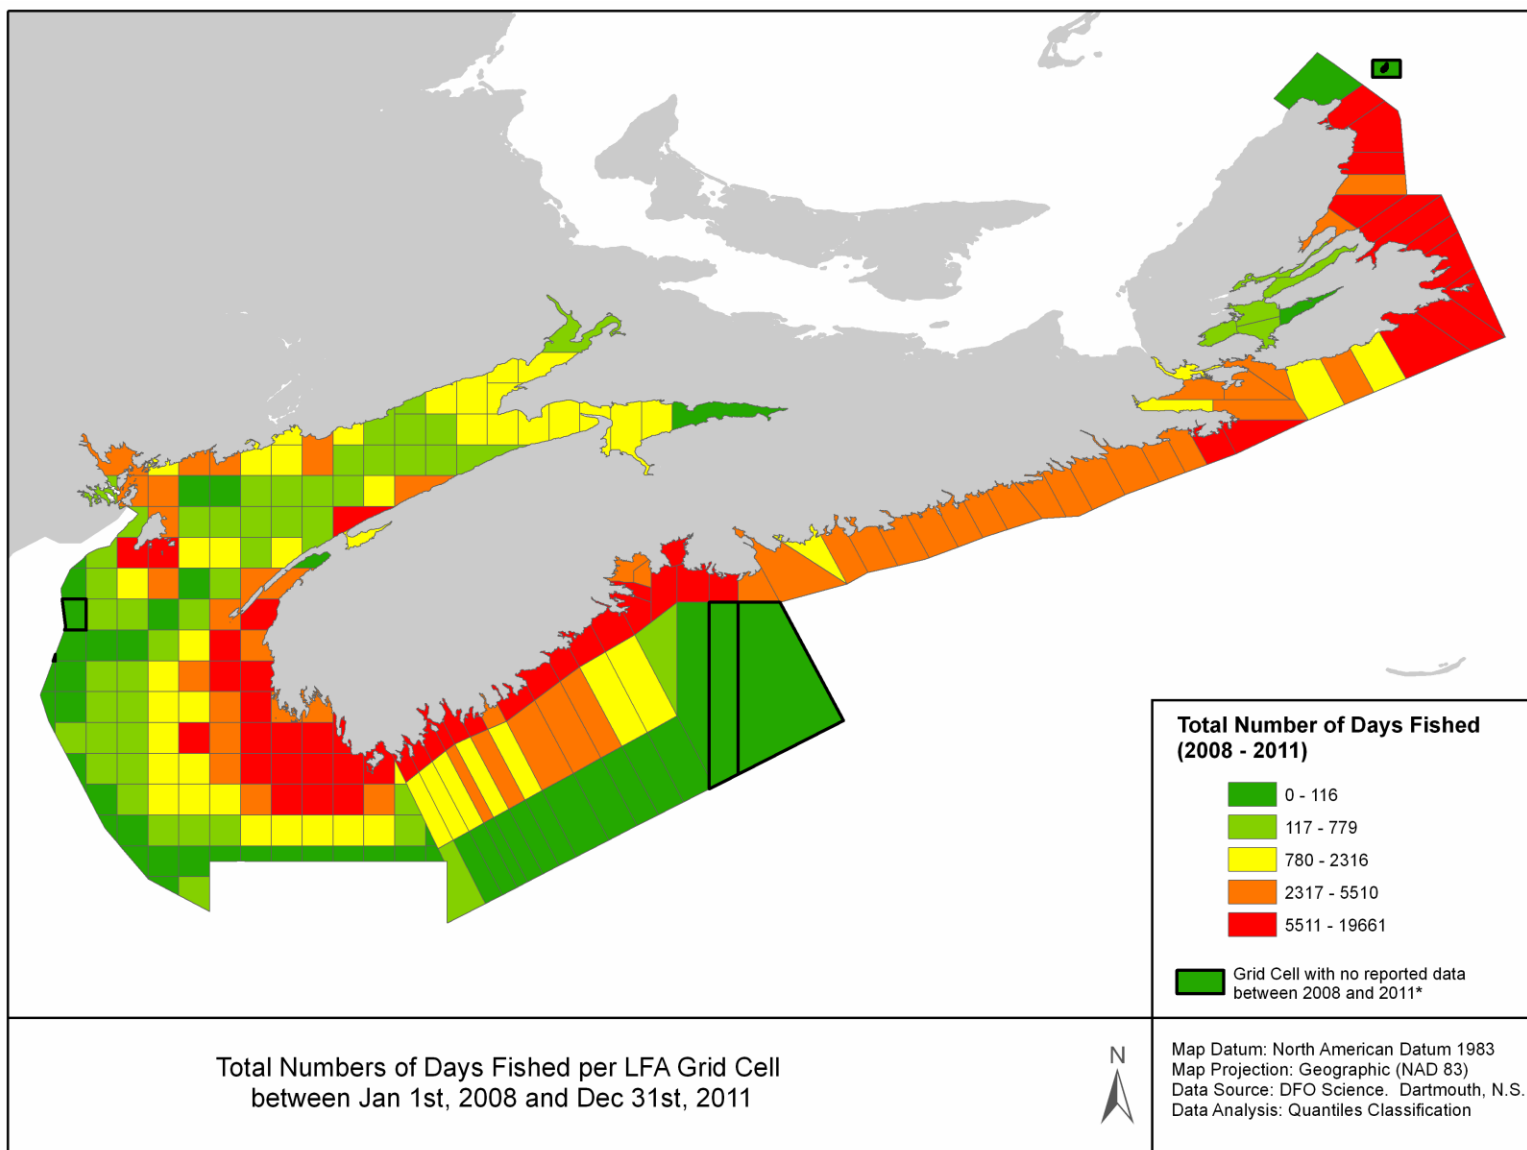 Total Number of Days Fished
(2008 - 2011)
0 - 116
117 - 779
780 - 2316
2317 - 5510
5511 - 19661
Grid Cell with no reported data
between 2008 and 2011*
Total Numbers of Days Fished per LFA Grid Cell
between Jan 1st, 2008 and Dec 31st, 2011
N
Map Datum: North American Datum 1983
Map Projection: Geographic (NAD 83)
Data Source: DFO Science.  Dartmouth, N.S.
Data Analysis: Quantiles Classification